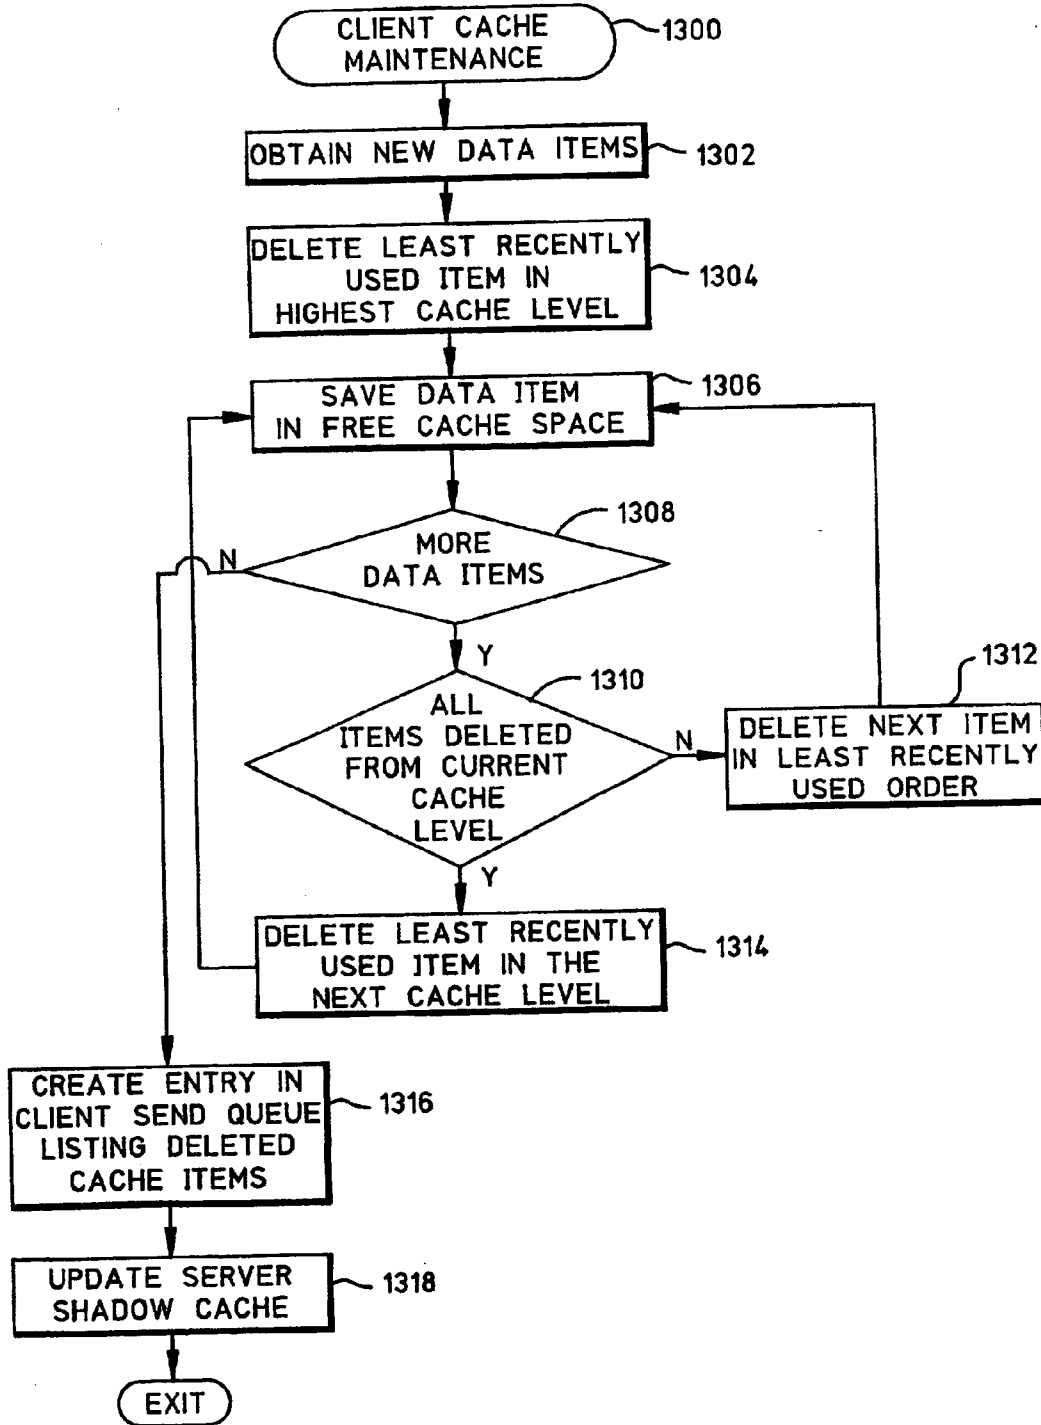 CLIENT CACHE
MAINTENANCE
1300
OBTAIN NEW DATA ITEMS
1302
DELETE LEAST RECENTLY
USED ITEM IN
HIGHEST CACHE LEVEL
1304
SAVE DATA ITEM
IN FREE CACHE SPACE
1306
MORE
DATA ITEMS
1308
N
Y
ALL
ITEMS DELETED
FROM CURRENT
CACHE
LEVEL
1310
N
DELETE NEXT ITEM
IN LEAST RECENTLY
USED ORDER
1312
Y
DELETE LEAST RECENTLY
USED ITEM IN THE
NEXT CACHE LEVEL
1314
CREATE ENTRY IN
CLIENT SEND QUEUE
LISTING DELETED
CACHE ITEMS
1316
UPDATE SERVER
SHADOW CACHE
1318
EXIT